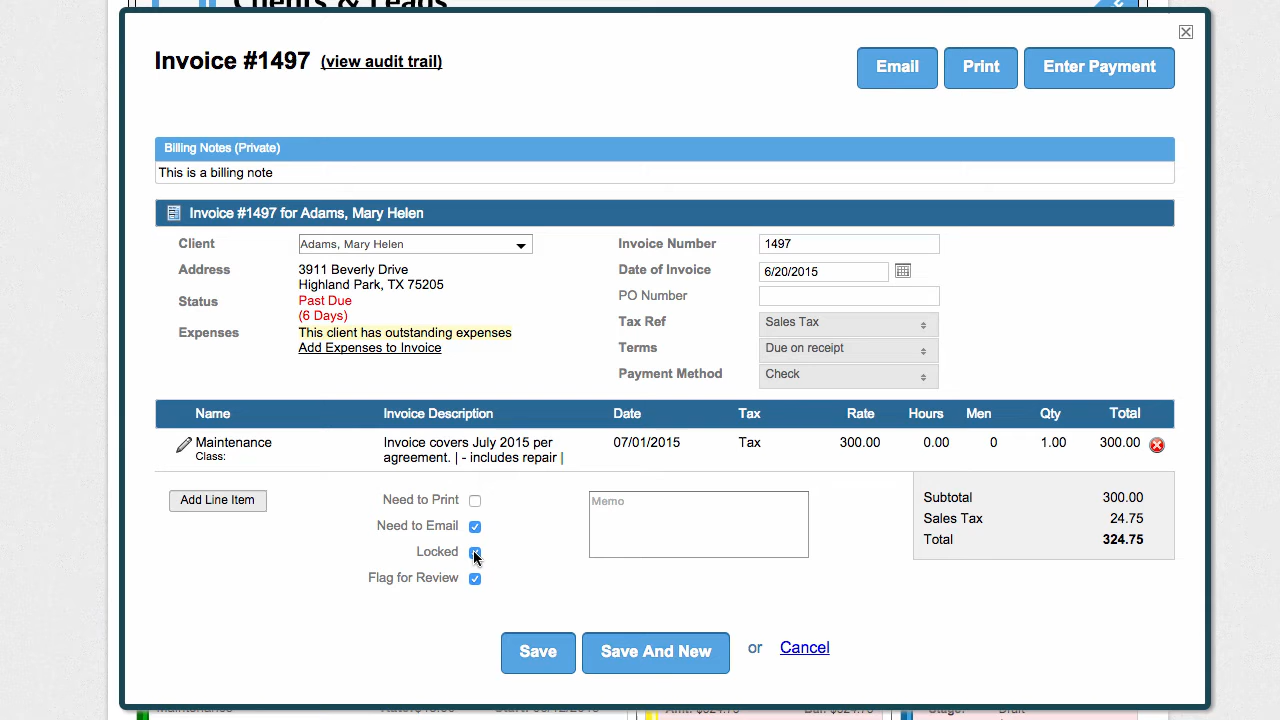 Clients & Leads
Invoice #1497 (view audit trail)
Email Print Enter Payment
Billing Notes (Private)
This is a billing note
Invoice #1497 for Adams, Mary Helen
Client Adams, Mary Helen Invoice Number 1497
Address 3911 Beverly Drive Date of Invoice 6/20/2015
Highland Park, TX 75205
Status Past Due PO Number
(6 Days)
Tax Ref Sales Tax
Expenses This client has outstanding expenses
Add Expenses to Invoice Terms Due on receipt
Payment Method Check
Name Invoice Description Date Tax Rate Hours Men Qty Total
Maintenance Invoice covers July 2015 per 07/01/2015 Tax 300.00 0.00 0 1.00 300.00
Class: agreement. | - includes repair |
Add Line Item Need to Print Memo Subtotal 300.00
Need to Email Sales Tax 24.75
Locked Total 324.75
Flag for Review
Save Save And New or Cancel
Maintenance
Stage: Draft